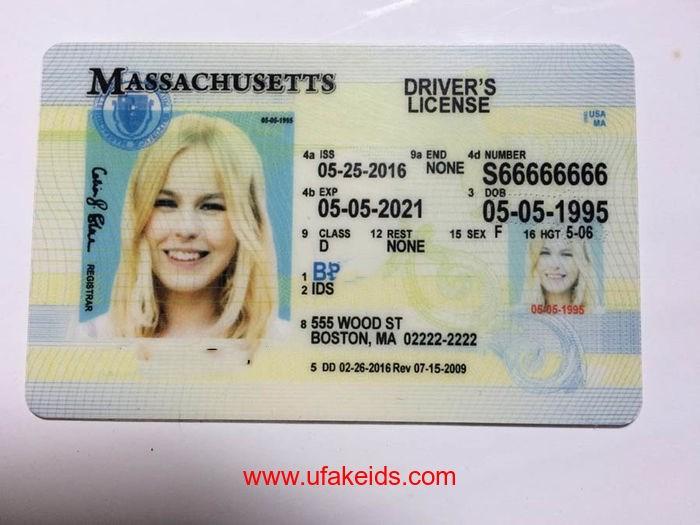 MASSACHUSETTS
DRIVER'S
LICENSE
USA
MA
05-05-1995
4a ISS 9a END 4d NUMBER
05-25-2016 NONE S66666666
4b EXP 3 DOB
05-05-2021 05-05-1995
9 CLASS 12 REST 15 SEX F 16 HGT 5-06
D NONE
1 BP
2 IDS
REGISTRAR
05-05-1995
8 555 WOOD ST
BOSTON, MA 02222-2222
5 DD 02-26-2016 Rev 07-15-2009
www.ufakeids.com